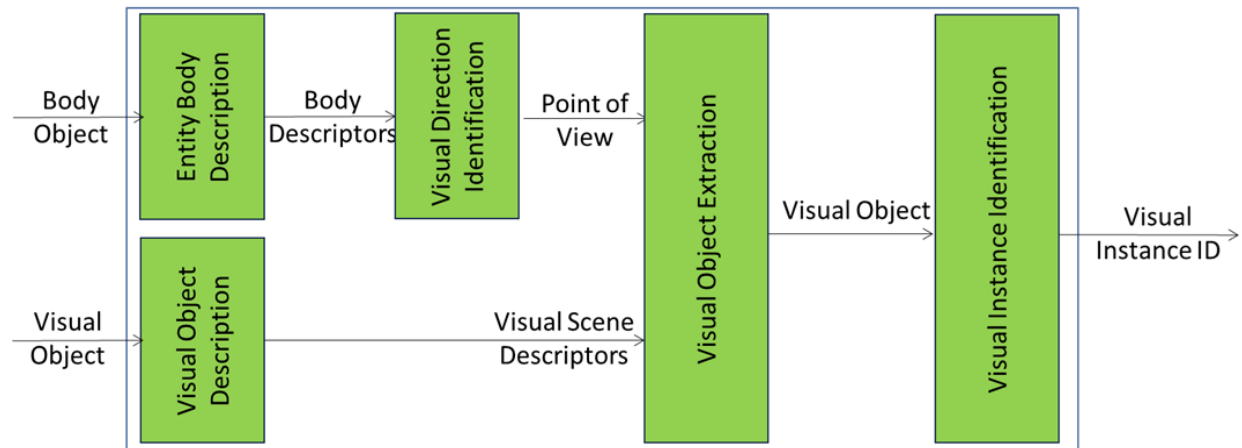 Body
Object
Entity Body
Description
Body
Descriptors
Visual Direction
Identification
Point of
View
Visual Object Extraction
Visual Object
Visual Instance Identification
Visual
Instance ID
Visual
Object
Visual Object
Description
Visual Scene
Descriptors